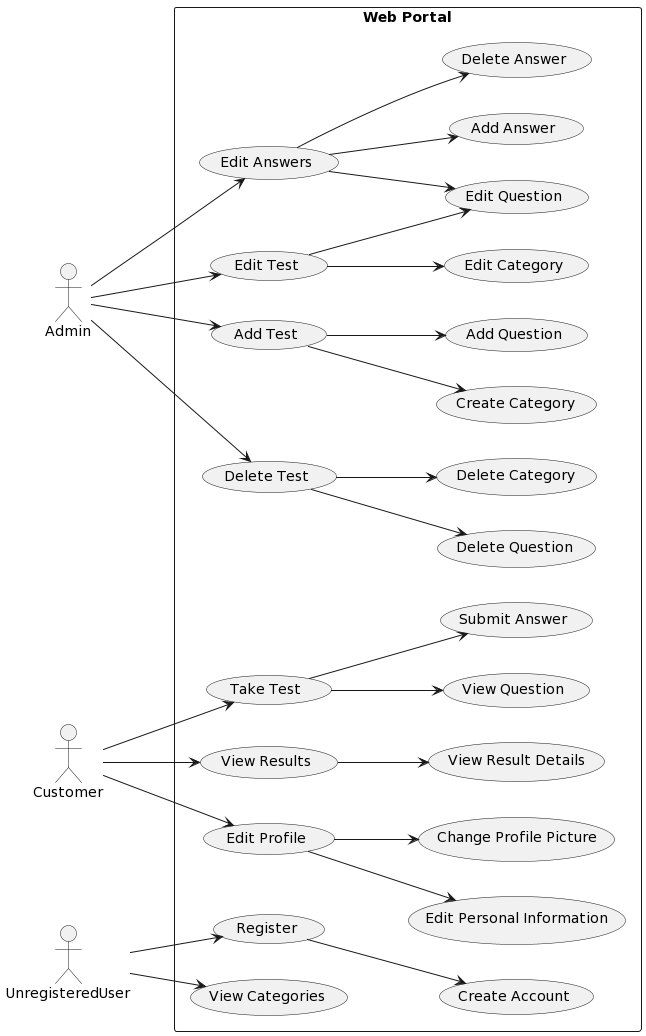 Web Portal
Delete Answer
Add Answer
Edit Answers
Edit Question
Edit Test
Edit Category
Admin
Add Test
Add Question
Create Category
Delete Test
Delete Category
Delete Question
Submit Answer
Take Test
View Question
Customer
View Results
View Result Details
Edit Profile
Change Profile Picture
Edit Personal Information
Register
UnregisteredUser
View Categories
Create Account